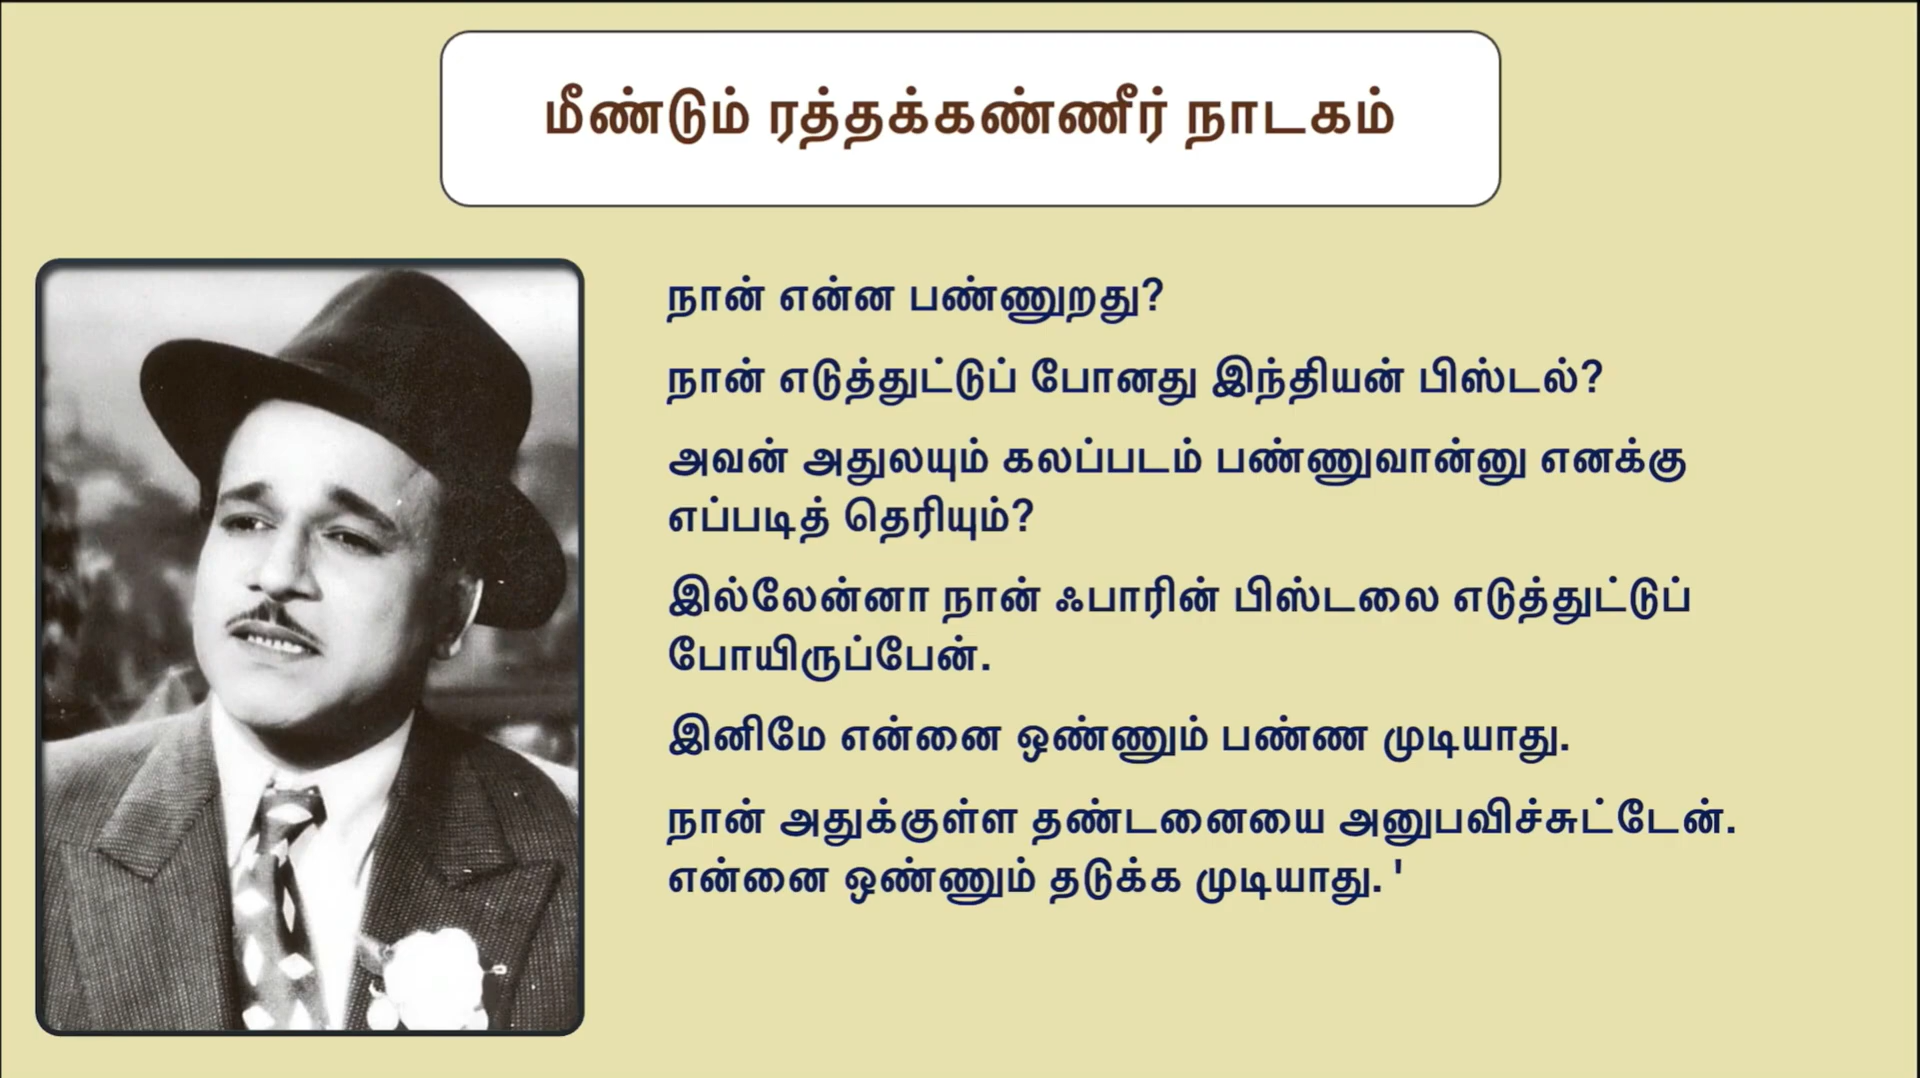 மீண்டும் ரத்தக்கண்ணீர் நாடகம்
நான் என்ன பண்ணுறது?
நான் எடுத்துட்டுப் போனது இந்தியன் பிஸ்டல்?
அவன் அதுலயும் கலப்படம் பண்ணுவான்னு எனக்கு
எப்படித் தெரியும்?
இல்லேன்னா நான் ஃபாரின் பிஸ்டலை எடுத்துட்டுப்
போயிருப்பேன்.
இனிமே என்னை ஒண்ணும் பண்ண முடியாது.
நான் அதுக்குள்ள தண்டனையை அனுபவிச்சுட்டேன்.
என்னை ஒண்ணும் தடுக்க முடியாது. '